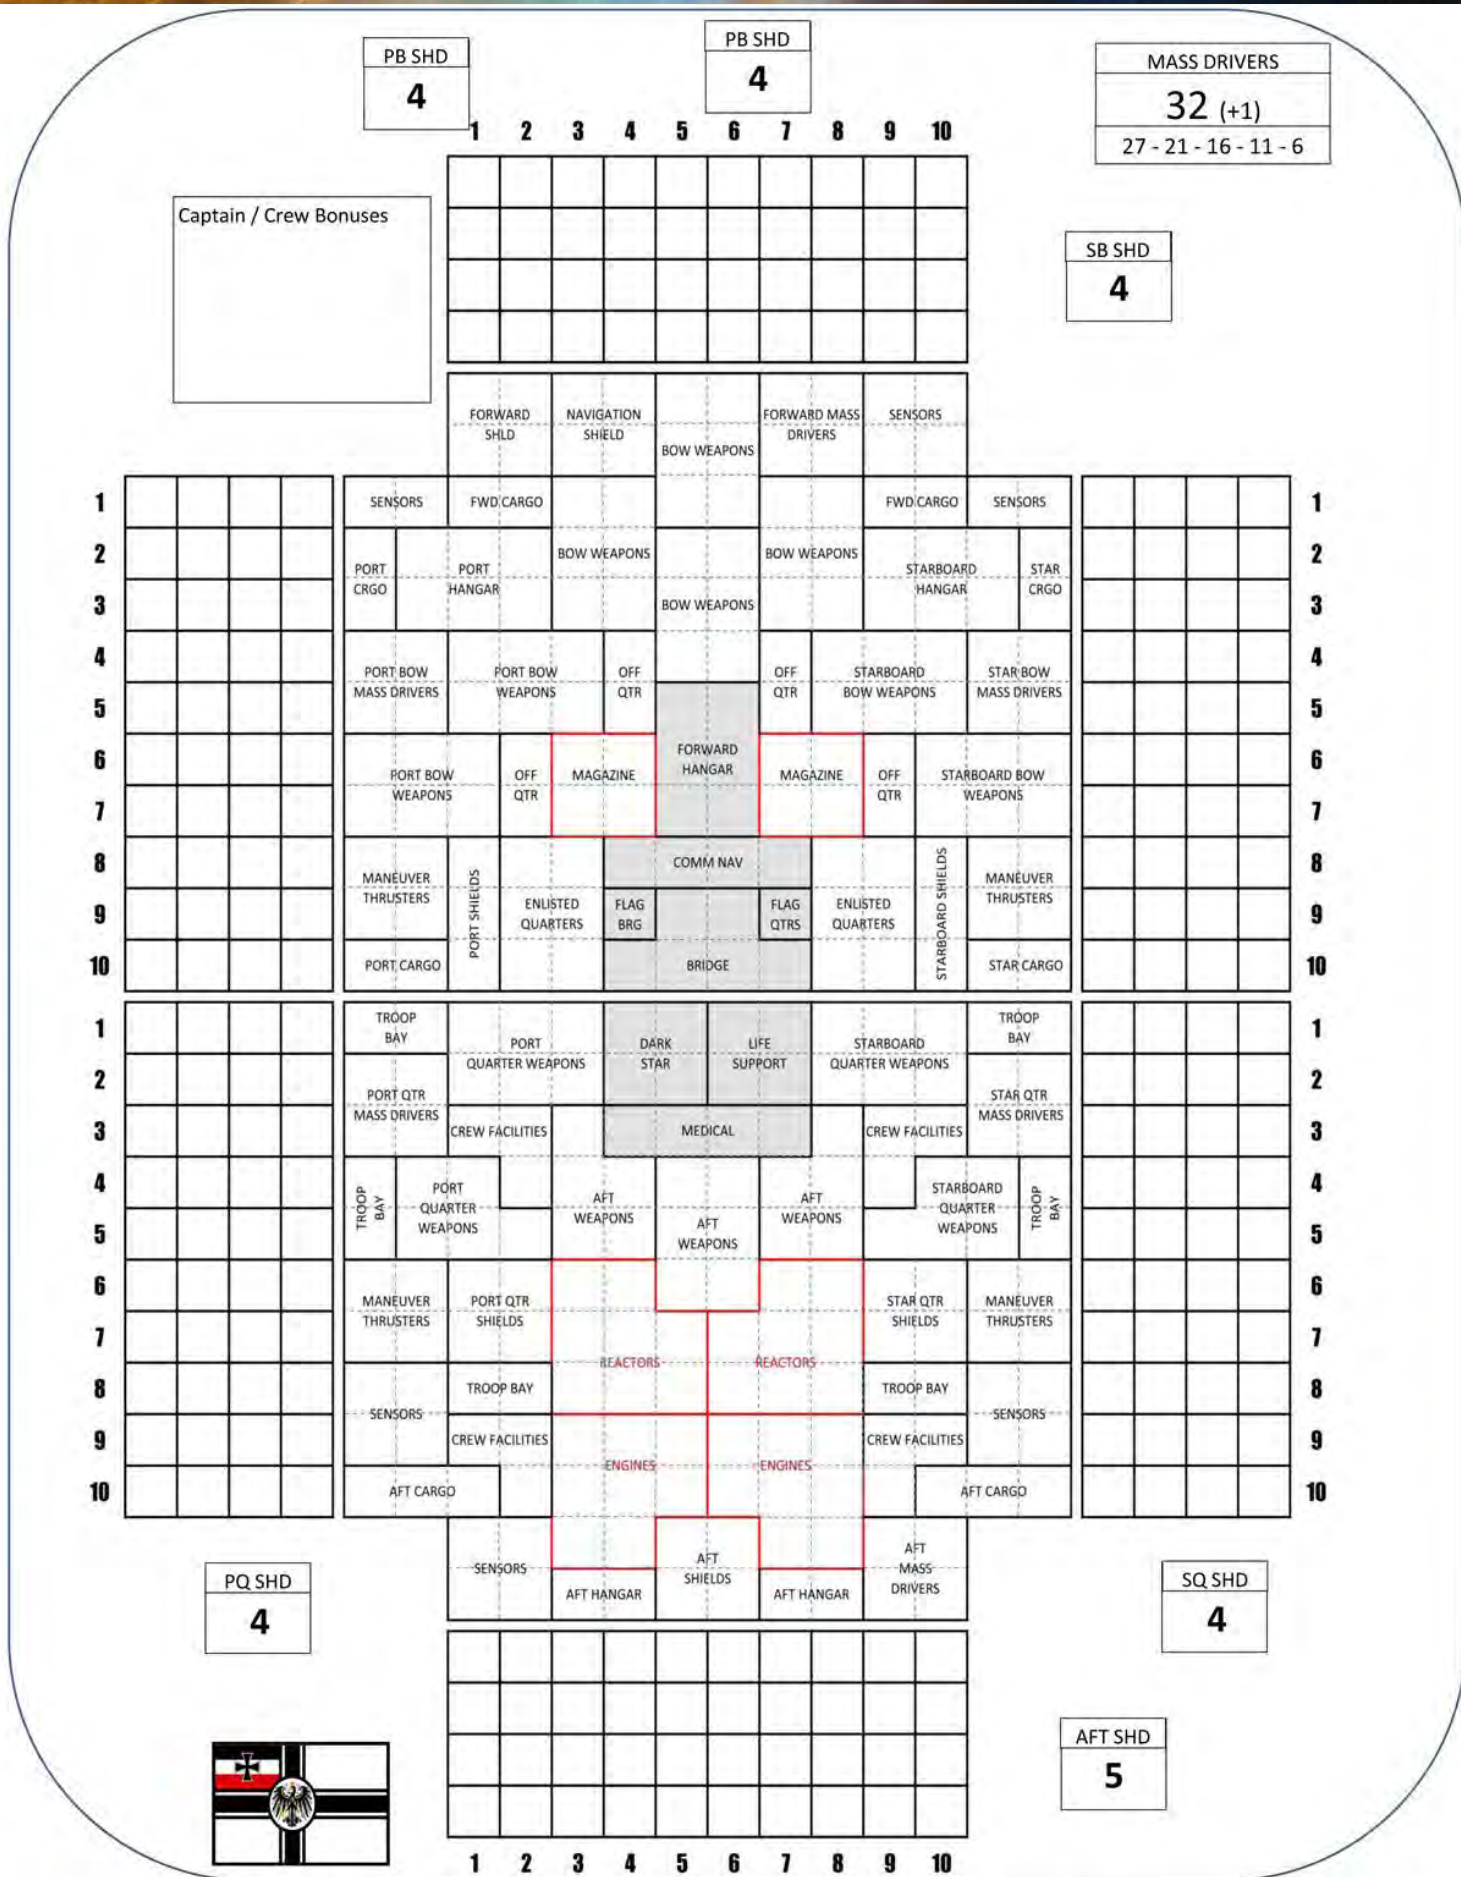 PB SHD
4
PB SHD
4
MASS DRIVERS
32 (+1)
27 - 21 - 16 - 11 - 6
1 2 3 4 5 6 7 8 9 10
Captain / Crew Bonuses
SB SHD
4
FORWARD
SHLD
NAVIGATION
SHIELD
BOW WEAPONS
FORWARD MASS
DRIVERS
SENSORS
1
SENSORS
FWD CARGO
FWD CARGO
SENSORS
1
2
PORT
CRGO
PORT
HANGAR
BOW WEAPONS
BOW WEAPONS
STARBOARD
HANGAR
STAR
CRGO
2
3
BOW WEAPONS
3
4
PORT BOW
MASS DRIVERS
PORT BOW
WEAPONS
OFF
QTR
OFF
QTR
STARBOARD
BOW WEAPONS
STAR BOW
MASS DRIVERS
4
5
5
6
PORT BOW
WEAPONS
OFF
QTR
MAGAZINE
FORWARD
HANGAR
MAGAZINE
OFF
QTR
STARBOARD BOW
WEAPONS
6
7
7
8
MANEUVER
THRUSTERS
PORT SHIELDS
COMM NAV
STARBOARD SHIELDS
MANEUVER
THRUSTERS
8
9
ENLISTED
QUARTERS
FLAG
BRG
FLAG
QTRS
ENLISTED
QUARTERS
9
10
PORT CARGO
BRIDGE
STAR CARGO
10
1
TROOP
BAY
PORT
QUARTER WEAPONS
DARK
STAR
LIFE
SUPPORT
STARBOARD
QUARTER WEAPONS
TROOP
BAY
1
2
PORT QTR
MASS DRIVERS
STAR QTR
MASS DRIVERS
2
3
CREW FACILITIES
MEDICAL
CREW FACILITIES
3
4
TROOP
BAY
PORT
QUARTER
WEAPONS
AFT
WEAPONS
AFT
WEAPONS
AFT
WEAPONS
STARBOARD
QUARTER
WEAPONS
TROOP
BAY
4
5
5
6
MANEUVER
THRUSTERS
PORT QTR
SHIELDS
STAR QTR
SHIELDS
MANEUVER
THRUSTERS
6
7
REACTORS
REACTORS
7
8
SENSORS
TROOP BAY
TROOP BAY
SENSORS
8
9
CREW FACILITIES
ENGINES
ENGINES
CREW FACILITIES
9
10
AFT CARGO
AFT CARGO
10
PQ SHD
4
SENSORS
AFT HANGAR
AFT
SHIELDS
AFT HANGAR
AFT
MASS
DRIVERS
SQ SHD
4
AFT SHD
5
1 2 3 4 5 6 7 8 9 10